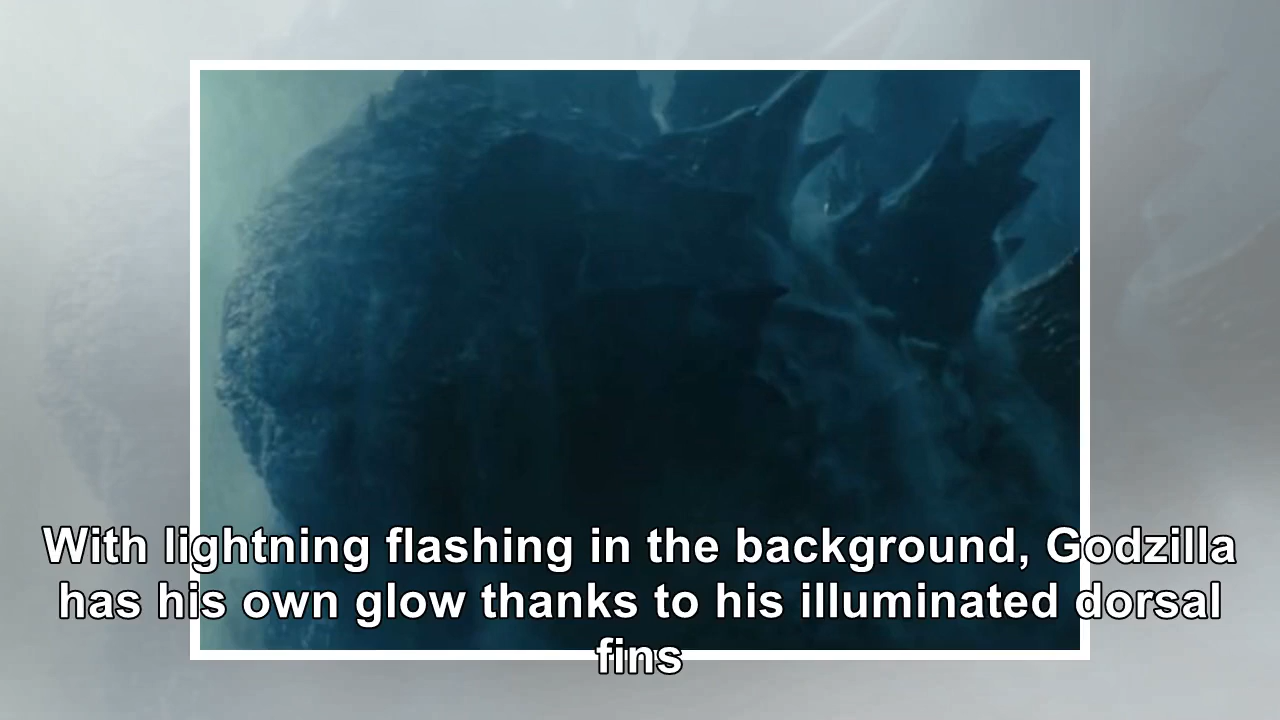 With lightning flashing in the background, Godzilla
has his own glow thanks to his illuminated dorsal
fins